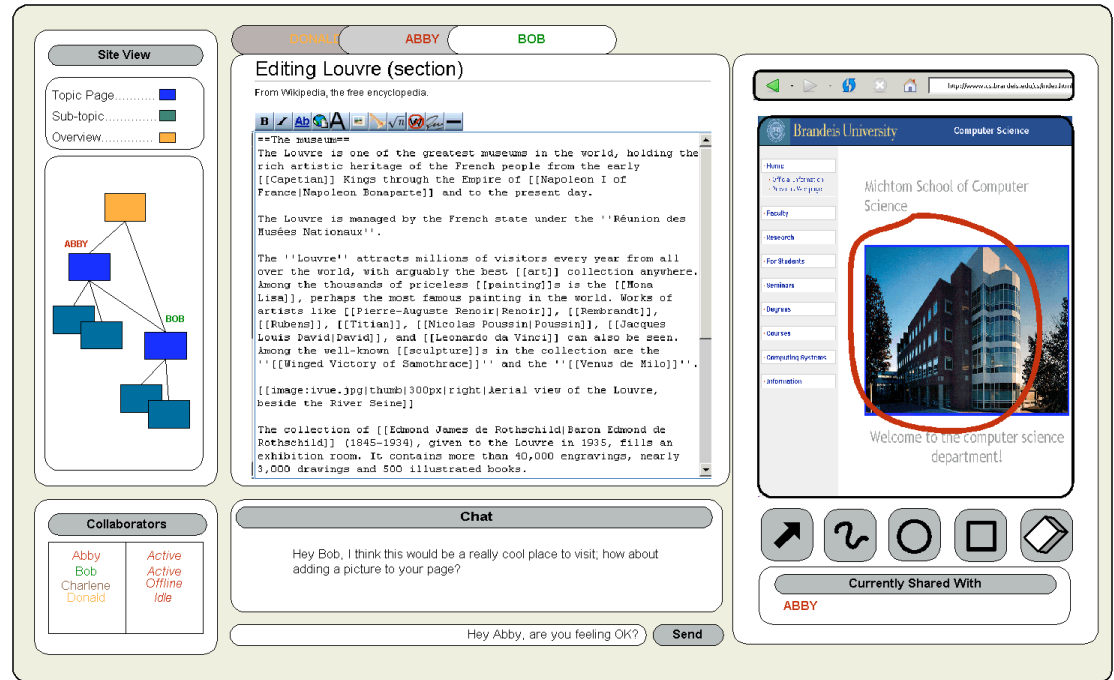 Site View
Topic Page...........
Sub-topic.............
Overview..............
ABBY
BOB
Collaborators
Abby Active
Bob Active
Charlene Offline
Donald Idle
DONALD ABBY BOB
Editing Louvre (section)
From Wikipedia, the free encyclopedia.
B I Ab A √n W
==The museum==
The Louvre is one of the greatest museums in the world, holding the
rich artistic heritage of the French people from the early
[[Capetian]] Kings through the Empire of [[Napoleon I of
France|Napoleon Bonaparte]] and to the present day.
The Louvre is managed by the French state under the ''Réunion des
Musées Nationaux''.
The ''Louvre'' attracts millions of visitors every year from all
over the world, with arguably the best [[art]] collection anywhere.
Among the thousands of priceless [[painting]]s is the [[Mona
Lisa]], perhaps the most famous painting in the world. Works of
artists like [[Pierre-Auguste Renoir|Renoir]], [[Rembrandt]],
[[Rubens]], [[Titian]], [[Nicolas Poussin|Poussin]], [[Jacques
Louis David|David]], and [[Leonardo da Vinci]] can also be seen.
Among the well-known [[sculpture]]s in the collection are the
''[[Winged Victory of Samothrace]]'' and the ''[[Venus de Milo]]''.
[[image:ivue.jpg|thumb|300px|right|Aerial view of the Louvre,
beside the River Seine]]
The collection of [[Edmond James de Rothschild|Baron Edmond de
Rothschild]] (1845-1934), given to the Louvre in 1935, fills an
exhibition room. It contains more than 40,000 engravings, nearly
3,000 drawings and 500 illustrated books.
Chat
Hey Bob, I think this would be a really cool place to visit; how about
adding a picture to your page?
Hey Abby, are you feeling OK?
Send
http://www.cs.brandeis.edu/cs/index.html
Brandeis University Computer Science
Home
Faculty
Research
For Students
Seminars
Degrees
Courses
Computing Systems
Information
Michtom School of Computer
Science
Welcome to the computer science
department!
Currently Shared With
ABBY